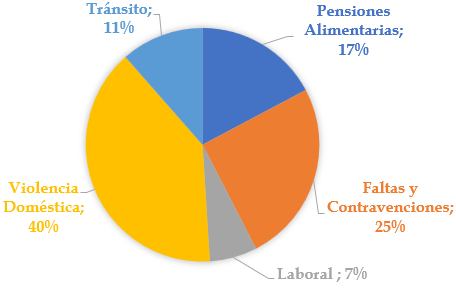 Tránsito;
11%
Pensiones
Alimentarias;
17%
Violencia
Doméstica;
40%
Faltas y
Contravenciones;
25%
Laboral ; 7%